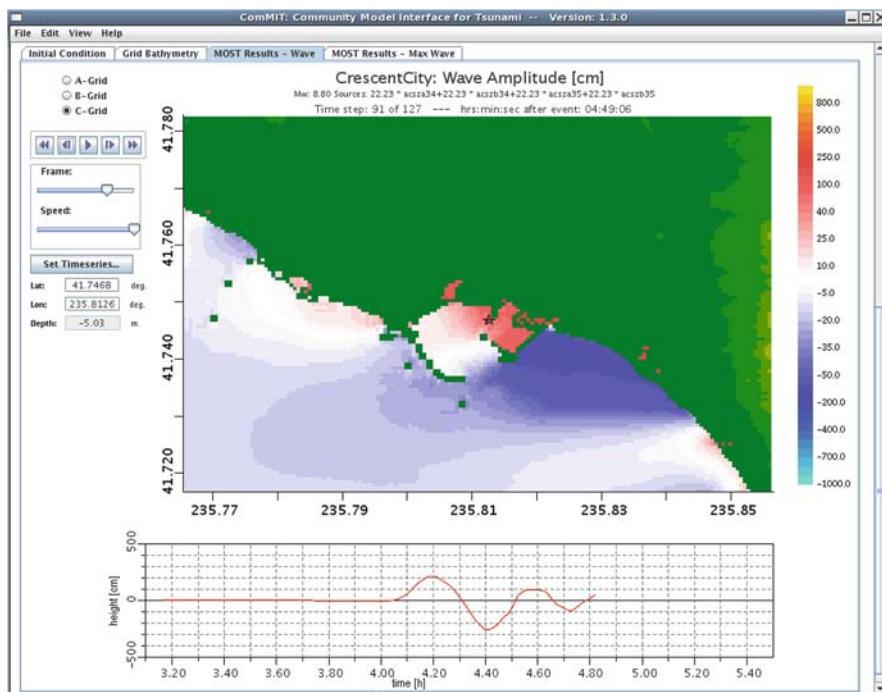 ComMIT: Community Model Interface for Tsunami -- Version: 1.3.0
File Edit View Help
Initial Condition Grid Bathymetry MOST Results – Wave MOST Results – Max Wave
A-Grid
B-Grid
C-Grid
Frame:
Speed:
Set Timeseries...
Lat: 41.7468 deg.
Lon: 235.8126 deg.
Depth: -5.03 m.
CrescentCity: Wave Amplitude [cm]
Mw: 8.80 Sources: 22.23 * acsza34+22.23 * acszb34+22.23 * acsza35+22.23 * acszb35
Time step: 91 of 127 --- hrs:min:sec after event: 04:49:06
41.780
41.760
41.740
41.720
235.77 235.79 235.81 235.83 235.85
800.0
500.0
200.0
100.0
40.0
25.0
10.0
-5.0
-20.0
-35.0
-50.0
-200.0
-400.0
-700.0
-1000.0
500
height [cm]
-500
3.20 3.40 3.60 3.80 4.00 4.20 4.40 4.60 4.80 5.00 5.20 5.40
time [h]